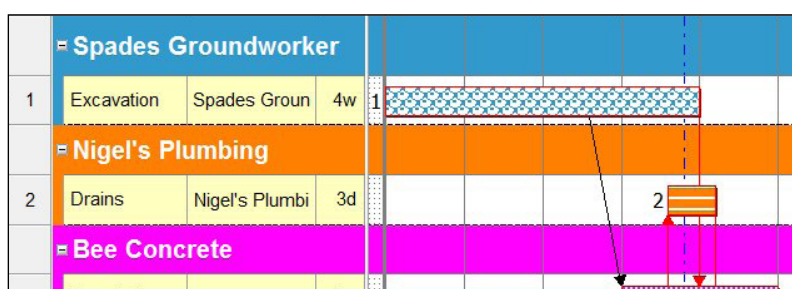 Spades Groundworker
1 Excavation Spades Groun 4w 1
Nigel's Plumbing
2 Drains Nigel's Plumbi 3d 2
Bee Concrete